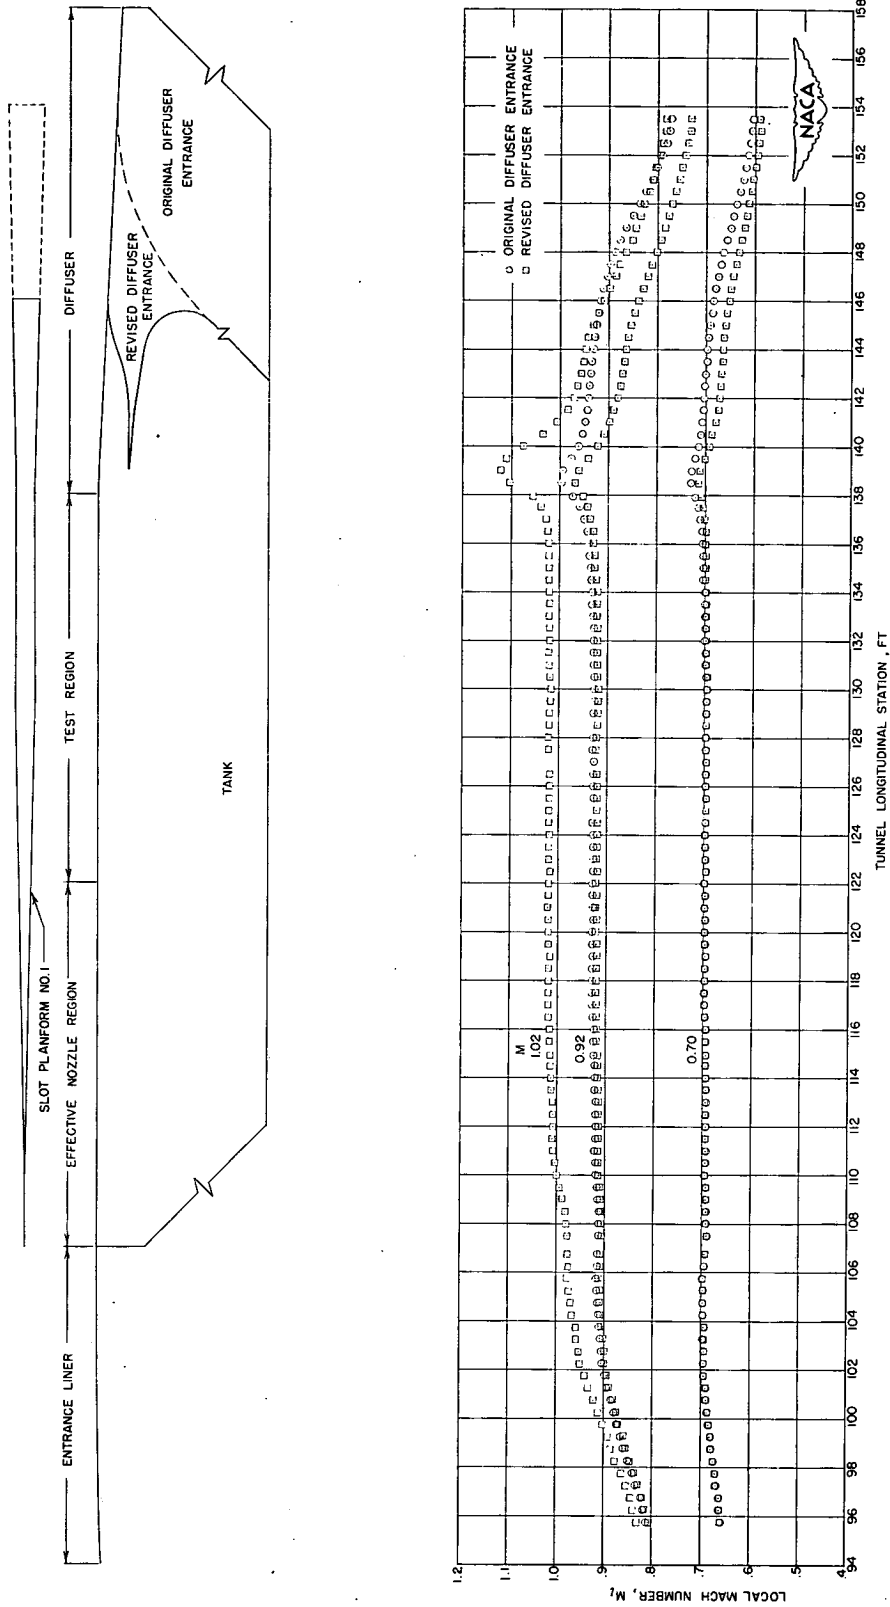 ENTRANCE LINER
EFFECTIVE NOZZLE REGION
SLOT PLANFORM NO. 1
TEST REGION
DIFFUSER
REVISED DIFFUSER
ENTRANCE
ORIGINAL DIFFUSER
ENTRANCE
TANK
○ ORIGINAL DIFFUSER ENTRANCE
□ REVISED DIFFUSER ENTRANCE
NACA
M
1.02
0.92
0.70
LOCAL MACH NUMBER, Ml
1.2
1.1
1.0
.9
.8
.7
.6
.5
.4
94 96 98 100 102 104 106 108 110 112 114 116 118 120 122 124 126 128 130 132 134 136 138 140 142 144 146 148 150 152 154 156 158
TUNNEL LONGITUDINAL STATION, FT